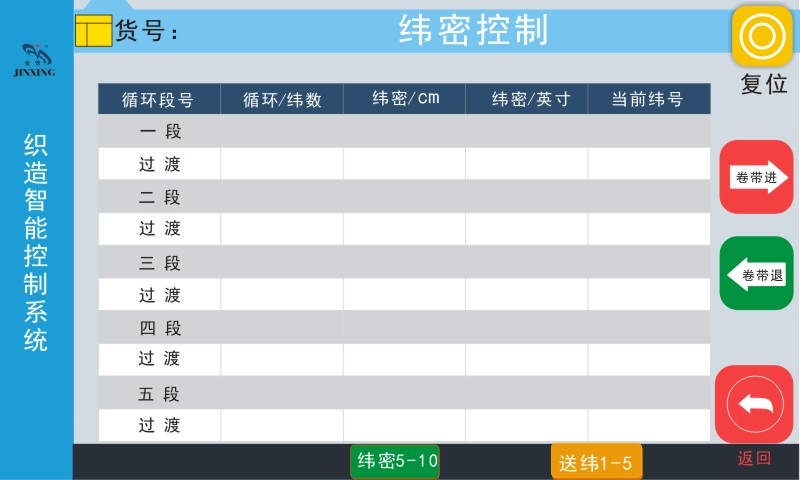 货号：
纬密控制
复位
JINXING
织造智能控制系统
循环段号 循环/纬数 纬密/cm 纬密/英寸 当前纬号
一 段
过 渡
二 段
过 渡
三 段
过 渡
四 段
过 渡
五 段
过 渡
卷带进
卷带退
返回
纬密5-10
送纬1-5